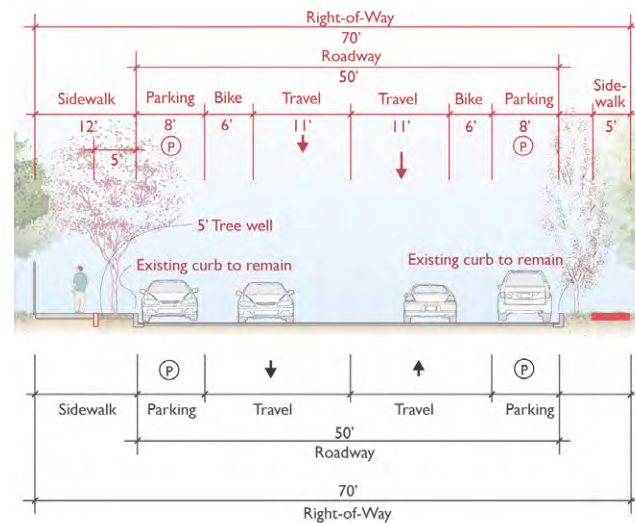 Right-of-Way
70'
Roadway
50'
Sidewalk Parking Bike Travel Travel Bike Parking Side-
walk
12' 8' 6' 11' 11' 6' 8' 5'
5' P P
5' Tree well
Existing curb to remain Existing curb to remain
P P
Sidewalk Parking Travel Travel Parking
50'
Roadway
70'
Right-of-Way